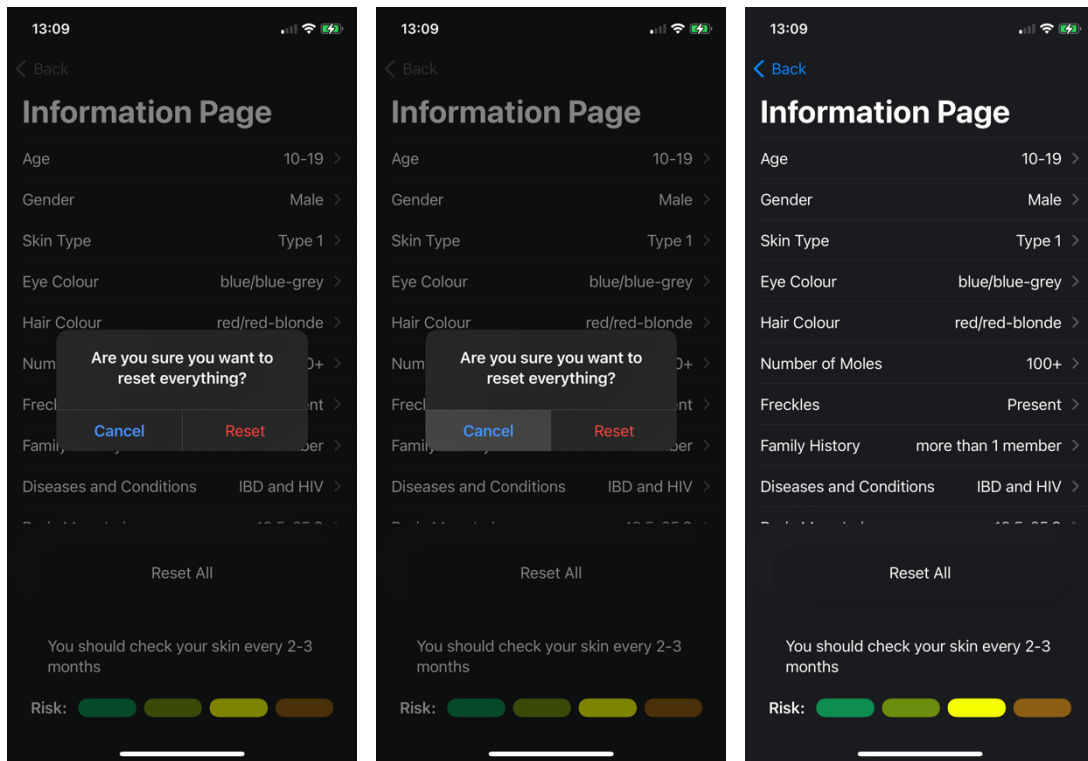 13:09
Back
Information Page
Age 10-19
Gender Male
Skin Type Type 1
Eye Colour blue/blue-grey
Hair Colour red/red-blonde
Are you sure you want to
reset everything?
Cancel Reset
Diseases and Conditions IBD and HIV
Reset All
You should check your skin every 2-3
months
Risk:
13:09
Back
Information Page
Age 10-19
Gender Male
Skin Type Type 1
Eye Colour blue/blue-grey
Hair Colour red/red-blonde
Are you sure you want to
reset everything?
Cancel Reset
Diseases and Conditions IBD and HIV
Reset All
You should check your skin every 2-3
months
Risk:
13:09
Back
Information Page
Age 10-19
Gender Male
Skin Type Type 1
Eye Colour blue/blue-grey
Hair Colour red/red-blonde
Number of Moles 100+
Freckles Present
Family History more than 1 member
Diseases and Conditions IBD and HIV
Reset All
You should check your skin every 2-3
months
Risk: